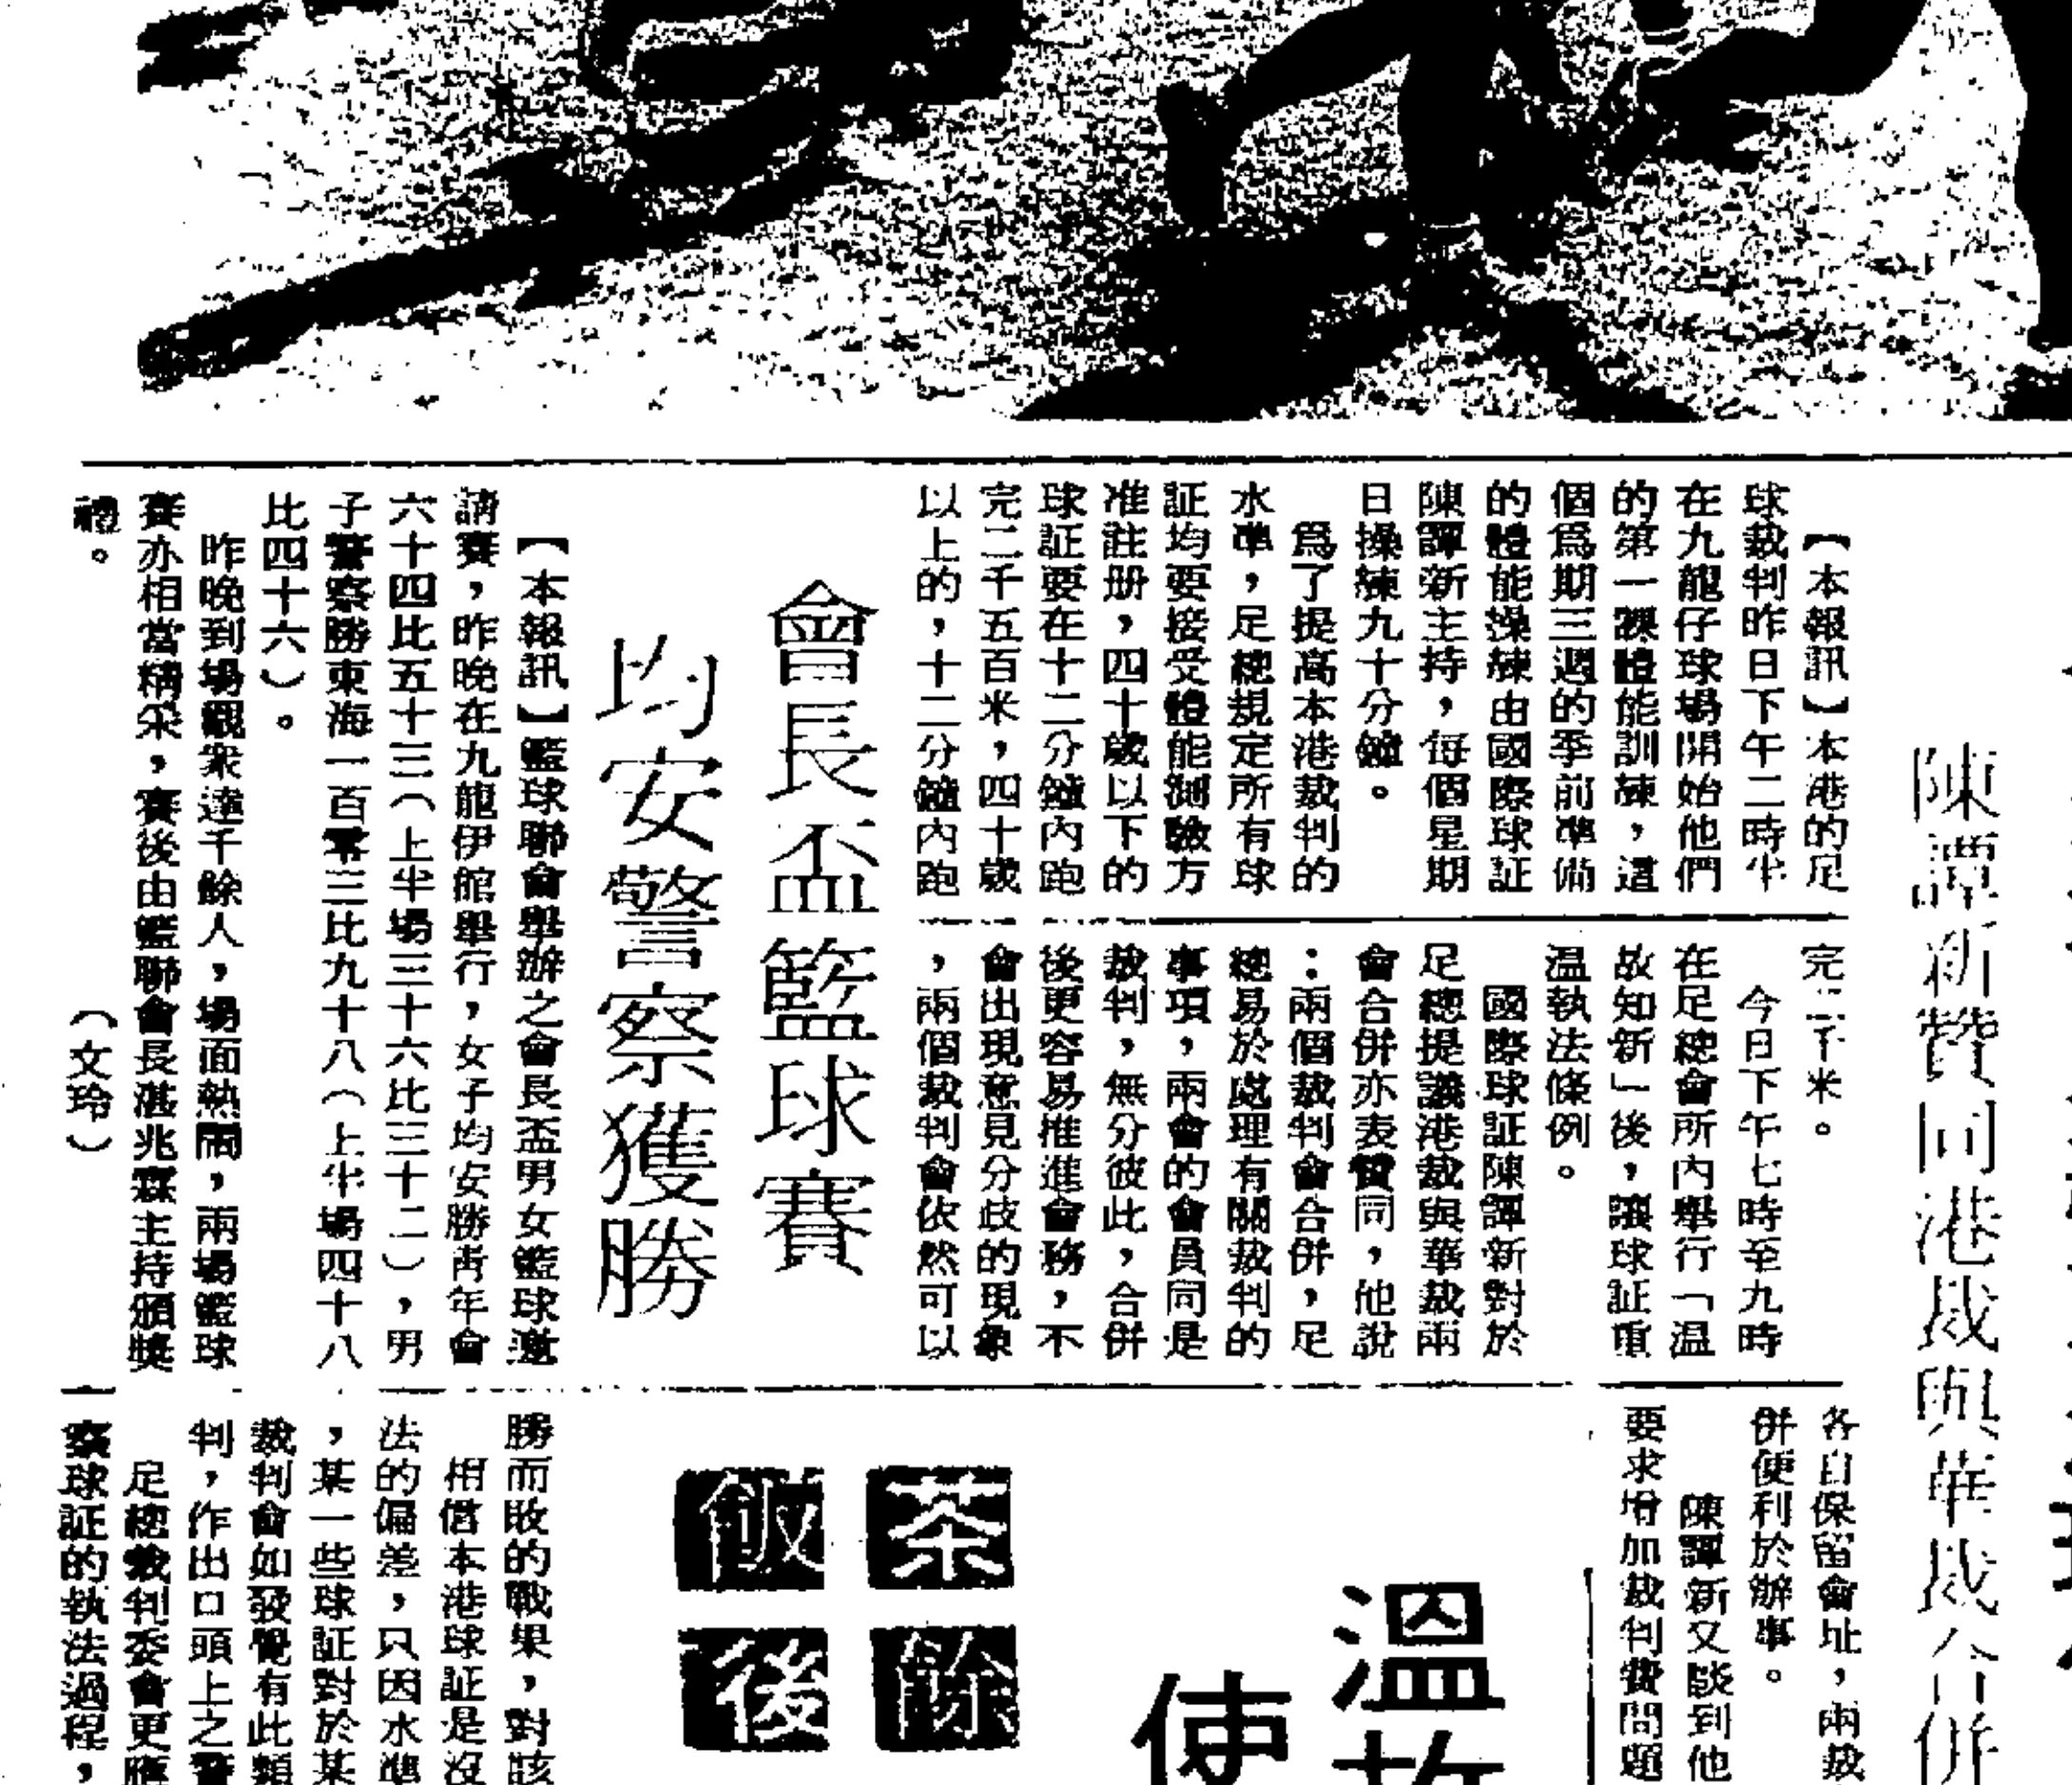 陳譚新贊同港裁與華裁合併
【本報訊】本港的足
球裁判昨日下午二時半
在九龍仔球場開始他們
的第一課體能訓練，這
個爲期三週的季前準備
的體能操練由國際球証
陳譚新主持，每個星期
日操練九十分鐘。
爲了提高本港裁判的
水準，足總規定所有球
証均要接受體能測驗方
准註册，四十歲以下的
球証要在十二分鐘內跑
完二千五百米，四十歲
以上的，十二分鐘內跑
完二千米。
今日下午七時至九時
在足總會所內舉行「温
故知新」後，讓球証重
温執法條例。
國際球証陳譚新對於
足總提議港裁與華裁兩
會合併亦表贊同，他說
：兩個裁判會合併，足
總易於處理有關裁判的
事項，兩會的會員同是
裁判，無分彼此，合併
後更容易推進會務，不
會出現意見分歧的現象
，兩個裁判會依然可以
各自保留會址，兩裁
併便利於辦事。
陳譚新又談到他
要求增加裁判費問題
會長盃籃球賽
均安警察獲勝
【本報訊】籃球聯會舉辦之會長盃男女籃球邀
請賽，昨晚在九龍伊館舉行，女子均安勝青年會
六十四比五十三（上半場三十六比三十二），男
子警察勝東海一百零三比九十八（上半場四十八
比四十六）。
昨晚到場觀衆達千餘人，場面熱鬧，兩場籃球
賽亦相當精采，賽後由籃聯會長湛兆霖主持頒獎
禮。
（文玲）
温故
使
茶餘
飯後
勝而敗的戰果，對該
相信本港球証是沒
法的偏差，只因水準
，某一些球証對於某
裁判會如發覺有此類
判，作出口頭上之警
足總裁判委會更應
察球証的執法過程，